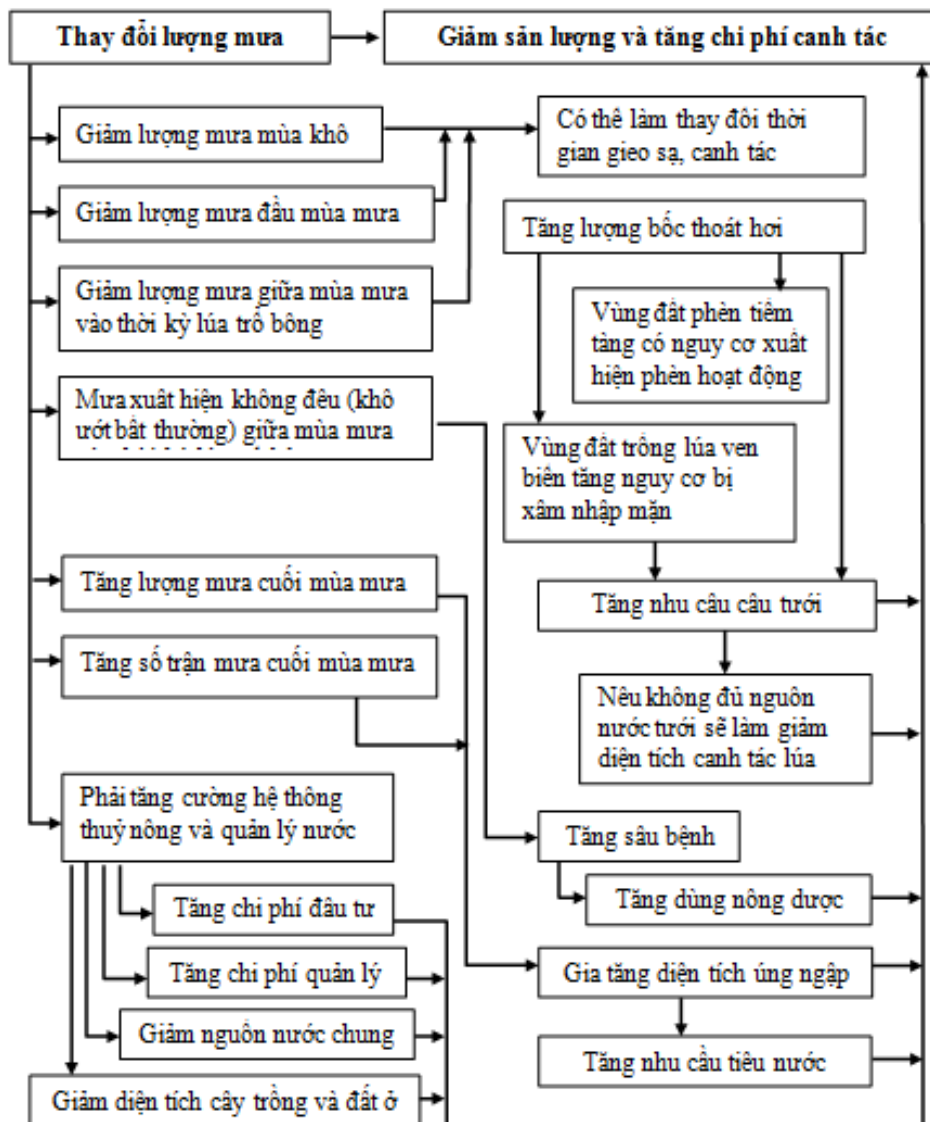 Thay đổi lượng mưa
Giảm sản lượng và tăng chi phí canh tác
Giảm lượng mưa mùa khô
Có thể làm thay đổi thời
gian gieo sạ, canh tác
Giảm lượng mưa đầu mùa mưa
Tăng lượng bốc thoát hơi
Giảm lượng mưa giữa mùa mưa
vào thời kỳ lúa trổ bông
Vùng đất phèn tiềm
tàng có nguy cơ xuất
hiện phèn hoạt động
Mưa xuất hiện không đều (khô
ướt bất thường) giữa mùa mưa
Vùng đất trồng lúa ven
biển tăng nguy cơ bị
xâm nhập mặn
Tăng lượng mưa cuối mùa mưa
Tăng nhu câu câu tưới
Tăng số trận mưa cuối mùa mưa
Nêu không đủ nguồn
nước tưới sẽ làm giảm
diện tích canh tác lúa
Phải tăng cường hệ thông
thuỷ nông và quản lý nước
Tăng sâu bệnh
Tăng chi phí đâu tư
Tăng dùng nông dược
Tăng chi phí quản lý
Gia tăng diện tích úng ngập
Giảm nguồn nước chung
Tăng nhu cầu tiêu nước
Giảm diện tích cây trồng và đất ở